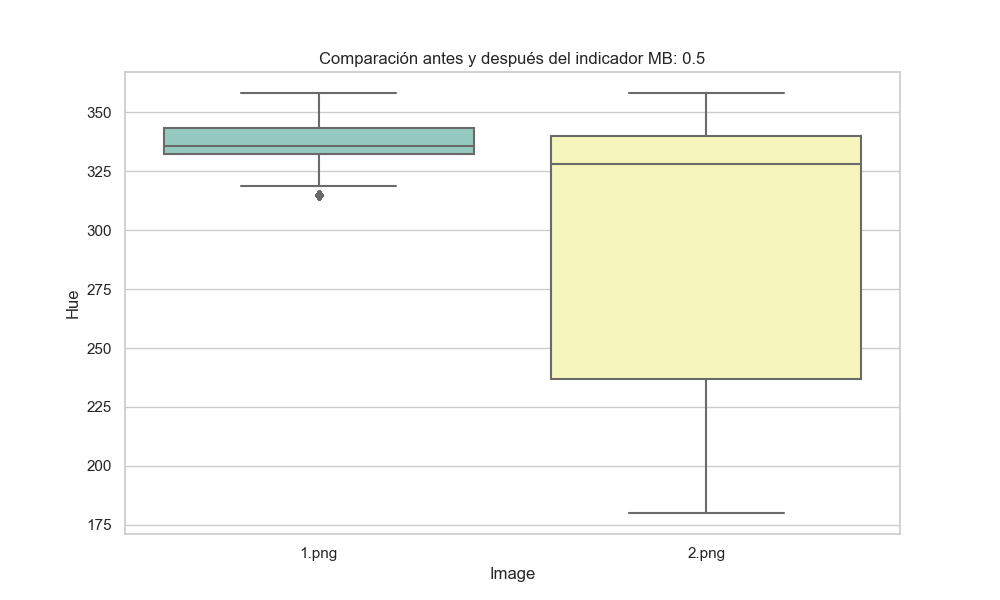 Comparación antes y después del indicador MB: 0.5
350
325
300
275
250
225
200
175
Hue
1.png
2.png
Image